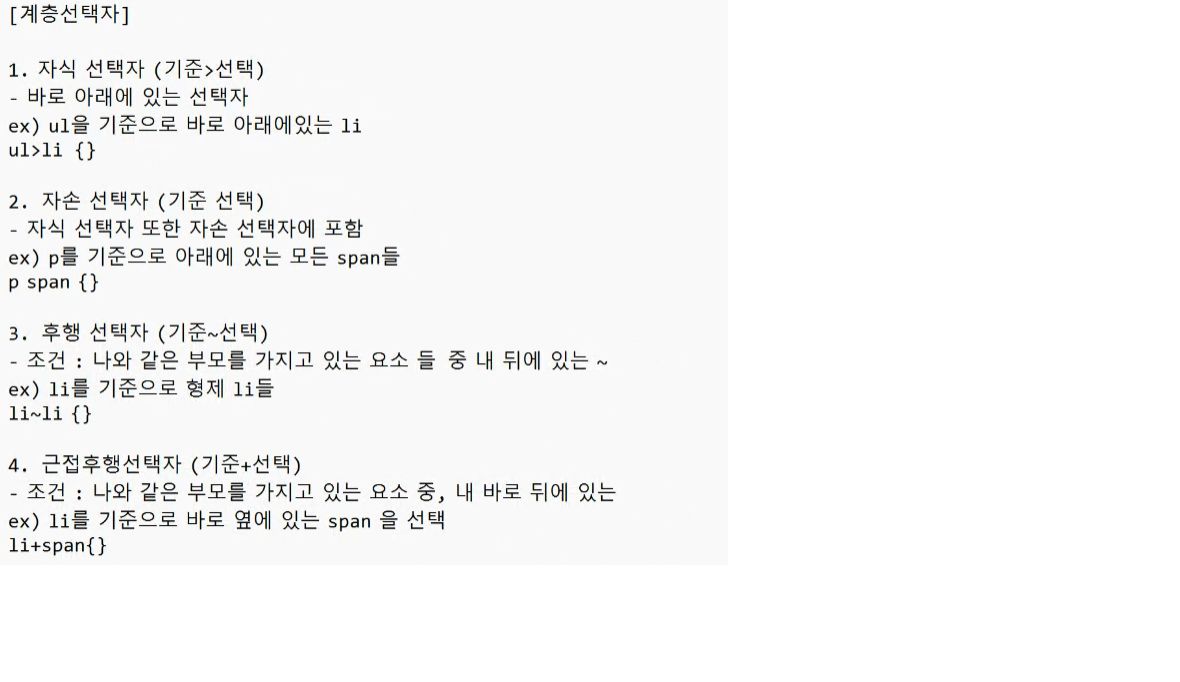 [계층선택자]
1. 자식 선택자 (기준>선택)
- 바로 아래에 있는 선택자
ex) ul을 기준으로 바로 아래에있는 li
ul>li {}
2. 자손 선택자 (기준 선택)
- 자식 선택자 또한 자손 선택자에 포함
ex) p를 기준으로 아래에 있는 모든 span들
p span {}
3. 후행 선택자 (기준~선택)
- 조건 : 나와 같은 부모를 가지고 있는 요소 들 중 내 뒤에 있는 ~
ex) li를 기준으로 형제 li들
li~li {}
4. 근접후행선택자 (기준+선택)
- 조건 : 나와 같은 부모를 가지고 있는 요소 중, 내 바로 뒤에 있는
ex) li를 기준으로 바로 옆에 있는 span 을 선택
li+span{}